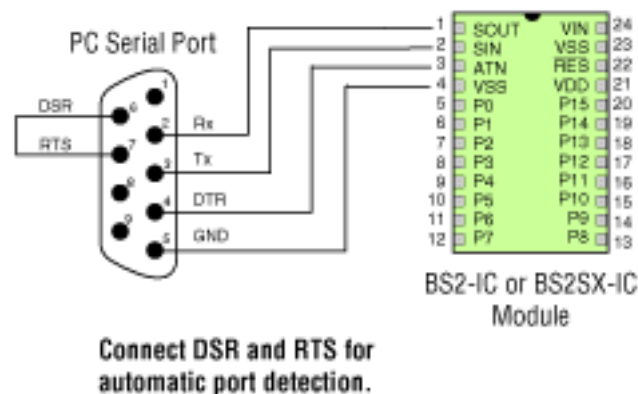 PC Serial Port
DSR
RTS
1
2
3
4
5
6
7
8
9
Rx
Tx
DTR
GND
1 SOUT VIN 24
2 SIN VSS 23
3 ATN RES 22
4 VSS VDD 21
5 P0 P15 20
6 P1 P14 19
7 P2 P13 18
8 P3 P12 17
9 P4 P11 16
10 P5 P10 15
11 P6 P9 14
12 P7 P8 13
BS2-IC or BS2SX-IC
Module
Connect DSR and RTS for
automatic port detection.